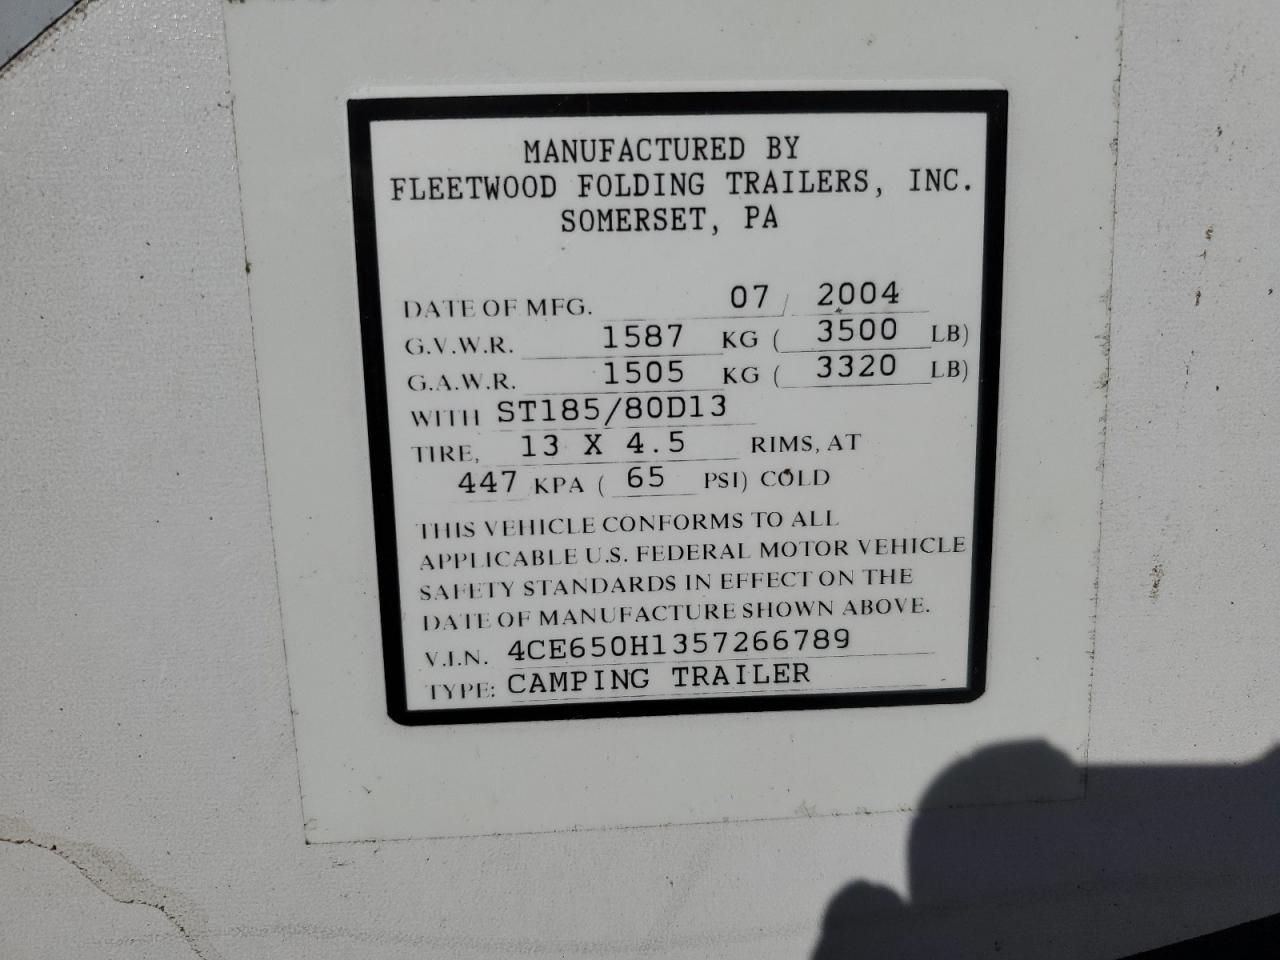 MANUFACTURED BY
FLEETWOOD FOLDING TRAILERS, INC.
SOMERSET, PA
DATE OF MFG. 07 / 2004
G.V.W.R. 1587 KG ( 3500 LB)
G.A.W.R. 1505 KG ( 3320 LB)
WITH ST185/80D13
TIRE, 13 X 4.5 RIMS, AT
447 KPA ( 65 PSI) COLD
THIS VEHICLE CONFORMS TO ALL
APPLICABLE U.S. FEDERAL MOTOR VEHICLE
SAFETY STANDARDS IN EFFECT ON THE
DATE OF MANUFACTURE SHOWN ABOVE.
V.I.N. 4CE650H1357266789
TYPE: CAMPING TRAILER